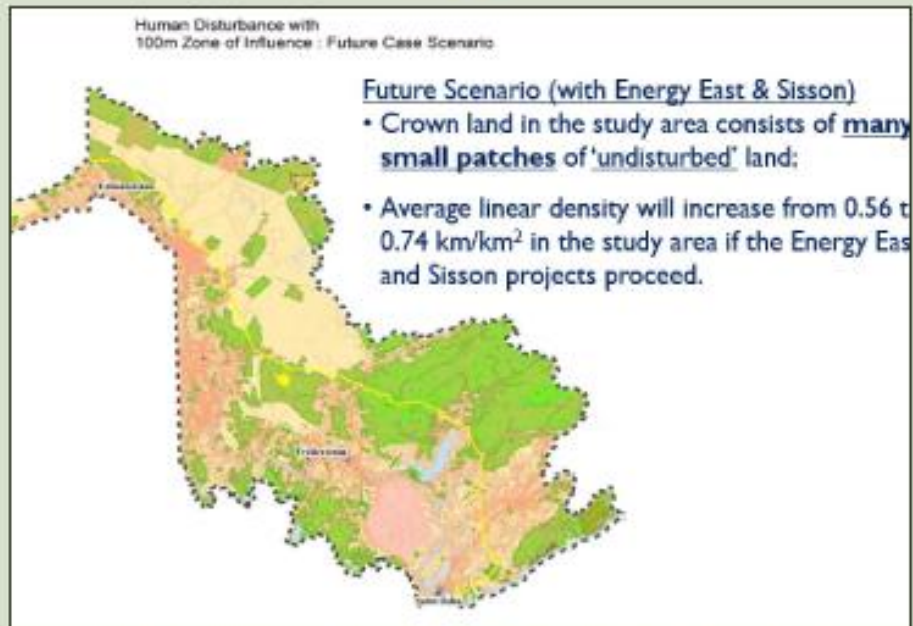 Human Disturbance with
100m Zone of Influence : Future Case Scenario
Future Scenario (with Energy East & Sisson)
• Crown land in the study area consists of many
small patches of 'undisturbed' land;
• Average linear density will increase from 0.56 t
0.74 km/km² in the study area if the Energy Eas
and Sisson projects proceed.